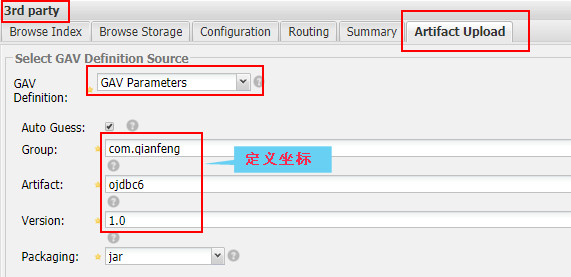 3rd party
Browse Index Browse Storage Configuration Routing Summary Artifact Upload
Select GAV Definition Source
GAV Definition: GAV Parameters
Auto Guess:
Group: com.qianfeng
定义坐标
Artifact: ojdbc6
Version: 1.0
Packaging: jar